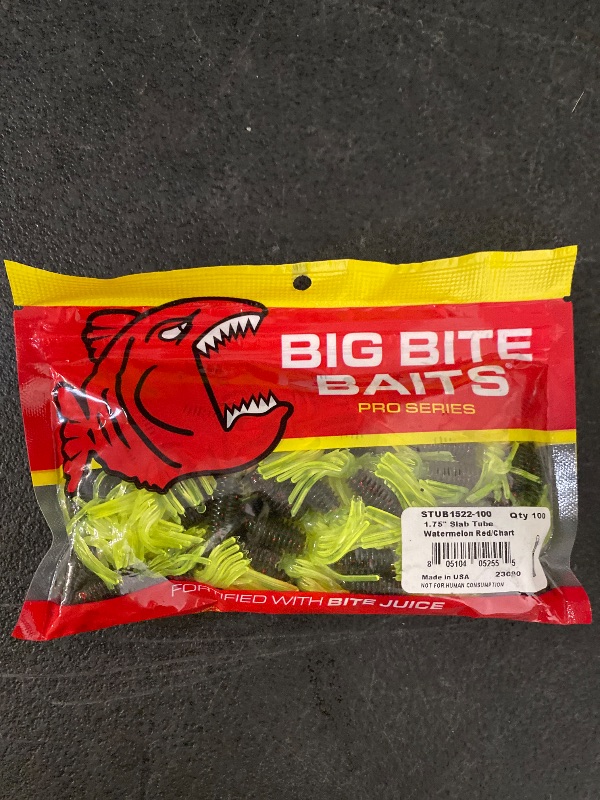 BIG BITE
BAITS
PRO SERIES
STUB1522-100 Qty 100
1.75" Slab Tube
Watermelon Red/Chart
8 05104 05255 5
Made in USA 23090
NOT FOR HUMAN CONSUMPTION
FORTIFIED WITH BITE JUICE